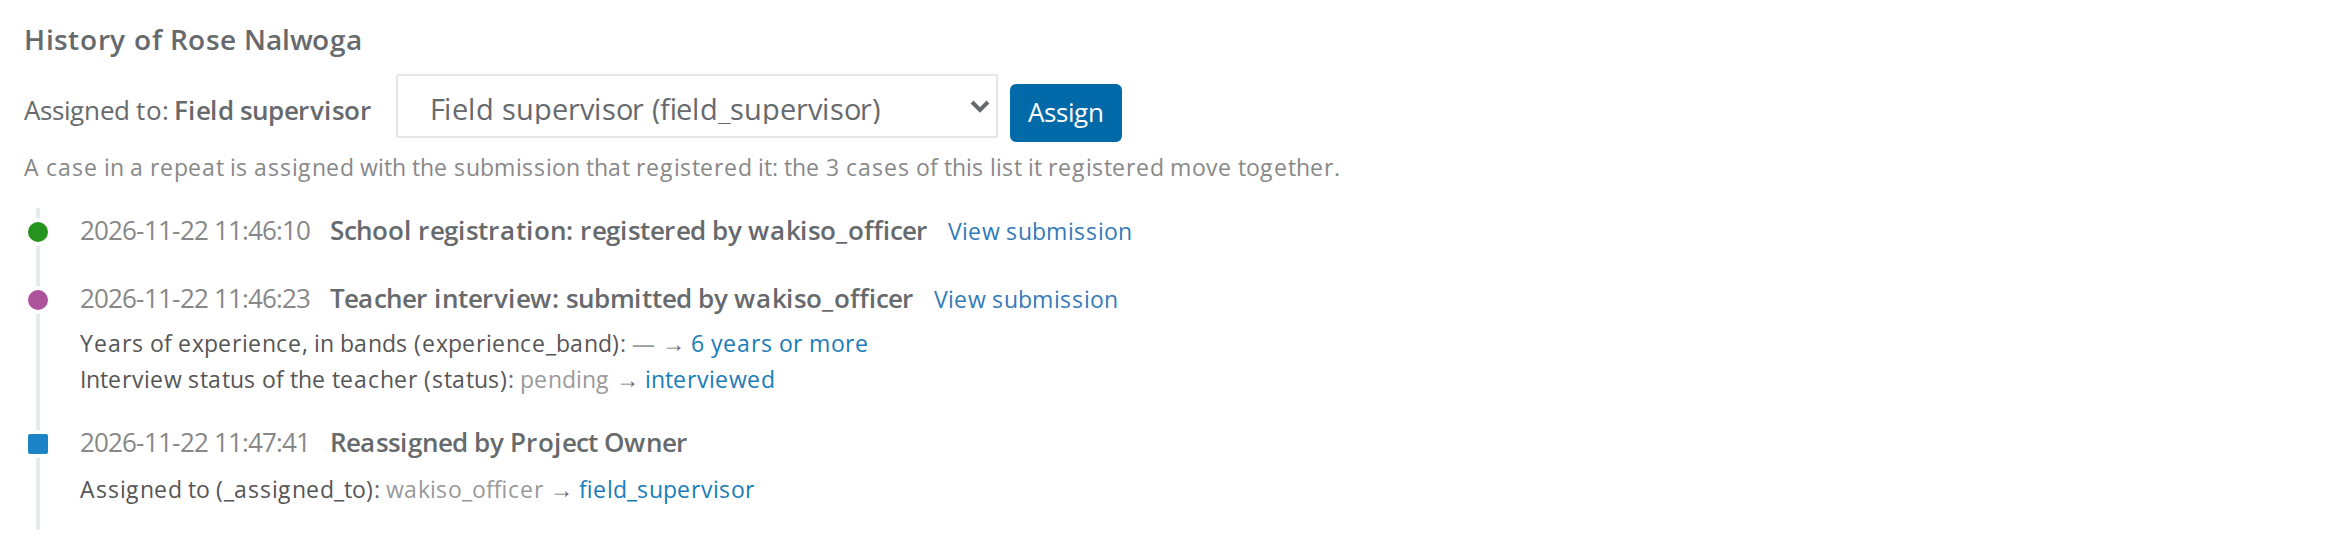 History of Rose Nalwoga
Assigned to: Field supervisor Field supervisor (field_supervisor) Assign
A case in a repeat is assigned with the submission that registered it: the 3 cases of this list it registered move together.
2026-11-22 11:46:10 School registration: registered by wakiso_officer View submission
2026-11-22 11:46:23 Teacher interview: submitted by wakiso_officer View submission
Years of experience, in bands (experience_band): — → 6 years or more
Interview status of the teacher (status): pending → interviewed
2026-11-22 11:47:41 Reassigned by Project Owner
Assigned to (_assigned_to): wakiso_officer → field_supervisor